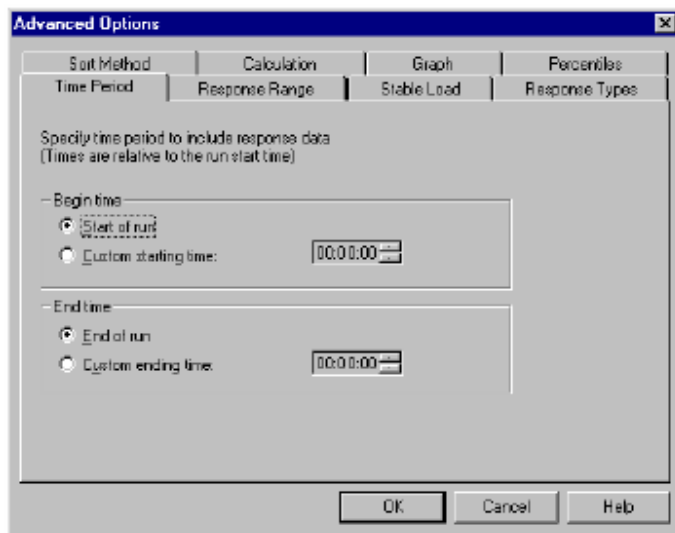 Advanced Options
Sort Method Calculation Graph Percentiles
Time Period Response Range Stable Load Response Types
Specify time period to include response data
(Times are relative to the run start time)
Begin time
Start of run
Custom starting time: 00:00:00
End time
End of run
Custom ending time: 00:00:00
OK Cancel Help